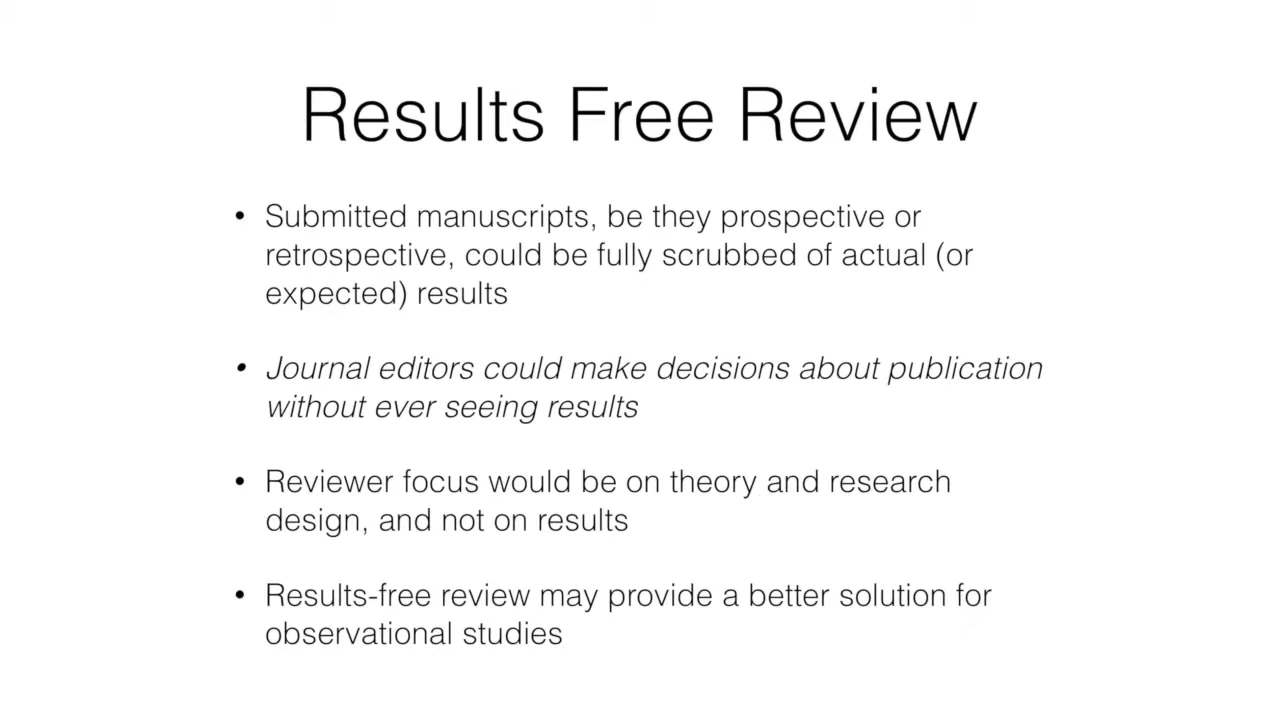 Results Free Review
• Submitted manuscripts, be they prospective or
retrospective, could be fully scrubbed of actual (or
expected) results
• Journal editors could make decisions about publication
without ever seeing results
• Reviewer focus would be on theory and research
design, and not on results
• Results-free review may provide a better solution for
observational studies